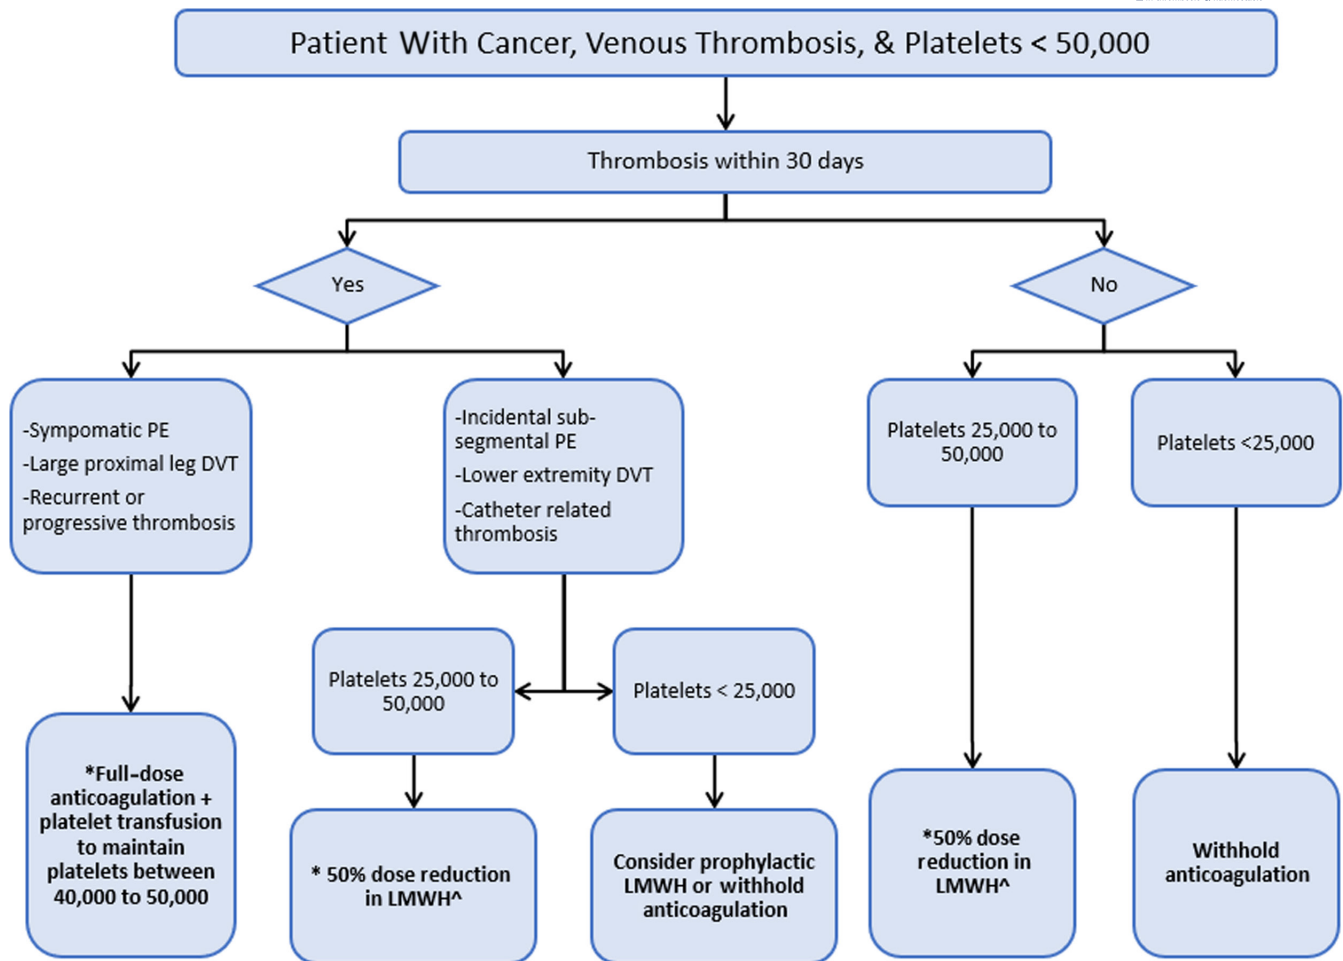 Patient With Cancer, Venous Thrombosis, & Platelets < 50,000
Thrombosis within 30 days
Yes
No
-Sympomatic PE
-Large proximal leg DVT
-Recurrent or
progressive thrombosis
-Incidental sub-
segmental PE
-Lower extremity DVT
-Catheter related
thrombosis
Platelets 25,000 to
50,000
Platelets <25,000
Platelets 25,000 to
50,000
Platelets < 25,000
*Full-dose
anticoagulation +
platelet transfusion
to maintain
platelets between
40,000 to 50,000
* 50% dose reduction
in LMWH^
Consider prophylactic
LMWH or withhold
anticoagulation
*50% dose
reduction in
LMWH^
Withhold
anticoagulation